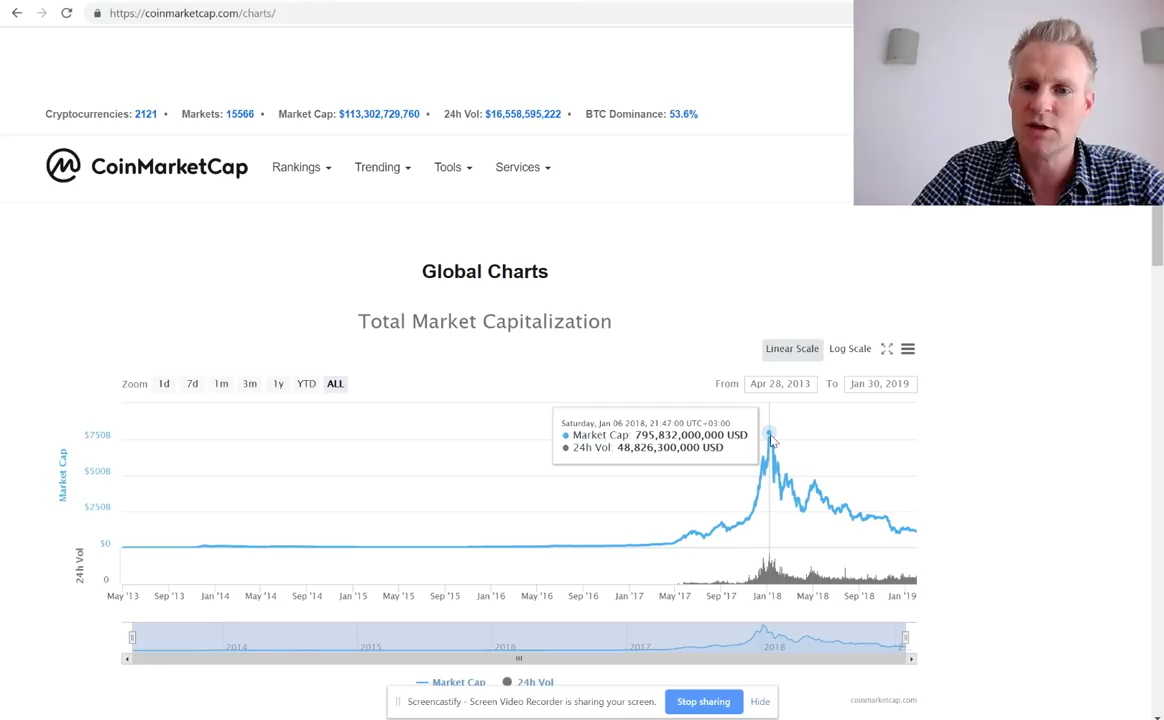 https://coinmarketcap.com/charts/
Cryptocurrencies: 2121 • Markets: 15566 • Market Cap: $113,302,729,760 • 24h Vol: $16,558,595,222 • BTC Dominance: 53.6%
CoinMarketCap Rankings Trending Tools Services
Global Charts
Total Market Capitalization
Linear Scale Log Scale
Zoom 1d 7d 1m 3m 1y YTD ALL From Apr 28, 2013 To Jan 30, 2019
Saturday, Jan 06 2018, 21:47:00 UTC+03:00
Market Cap: 795,832,000,000 USD
24h Vol: 48,826,300,000 USD
$750B
$500B
$250B
$0
Market Cap
0
24h Vol
May '13 Sep '13 Jan '14 May '14 Sep '14 Jan '15 May '15 Sep '15 Jan '16 May '16 Sep '16 Jan '17 May '17 Sep '17 Jan '18 May '18 Sep '18 Jan '19
2014 2015 2016 2017 2018
Market Cap 24h Vol
Screencastify - Screen Video Recorder is sharing your screen. Stop sharing Hide
coinmarketcap.com